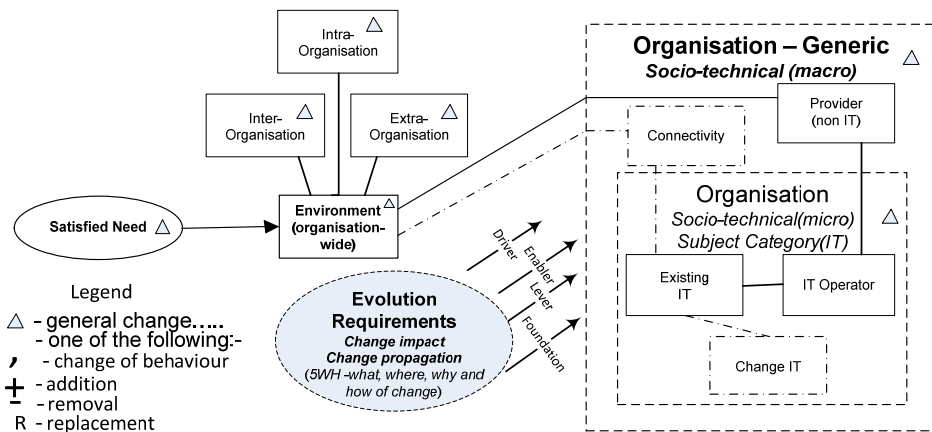 Intra-
Organisation
Inter-
Organisation
Extra-
Organisation
Satisfied Need
Environment
(organisation-
wide)
Organisation – Generic
Socio-technical (macro)
Provider
(non IT)
Connectivity
Organisation
Socio-technical(micro)
Subject Category(IT)
Existing
IT
IT Operator
Change IT
Driver
Enabler
Lever
Foundation
Evolution
Requirements
Change impact
Change propagation
(5WH -what, where, why and
how of change)
Legend
- general change.....
- one of the following:-
, - change of behaviour
+ - addition
- - removal
R - replacement